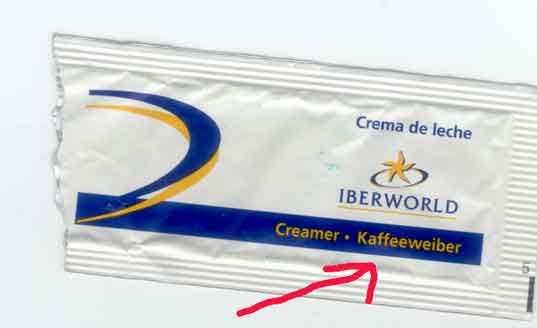 Crema de leche
IBERWORLD
Creamer • Kaffeeweiber
5